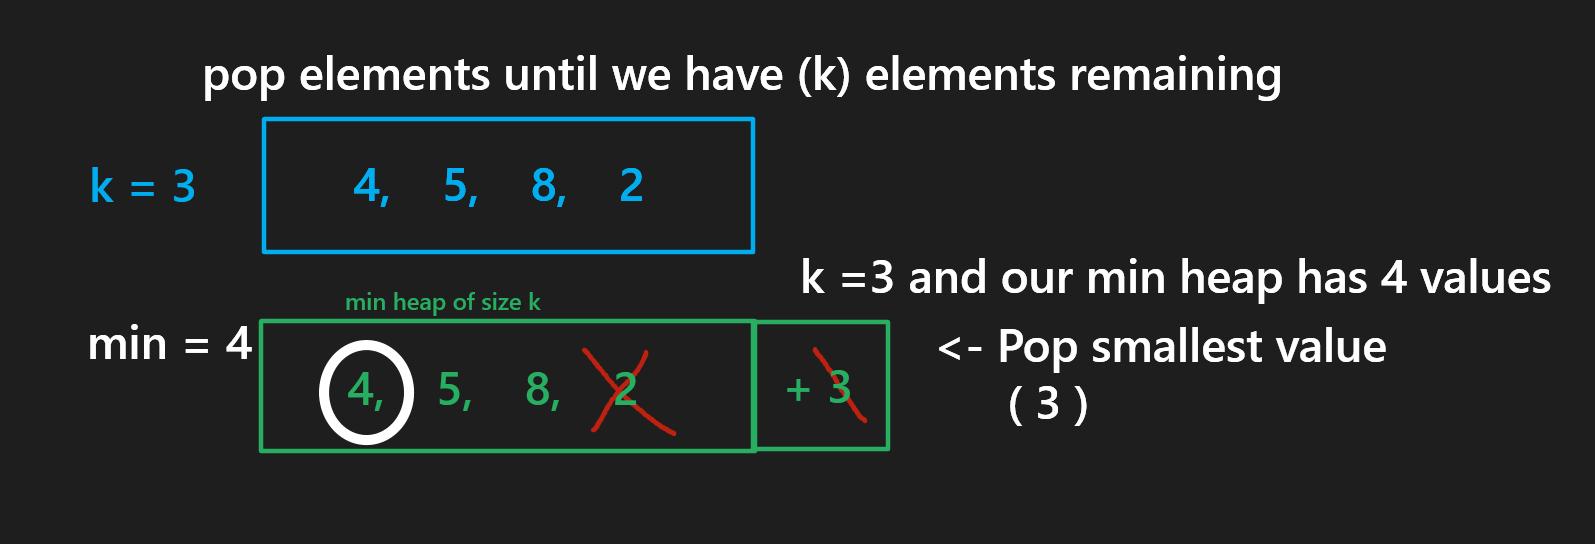 pop elements until we have (k) elements remaining
k = 3
4, 5, 8, 2
k =3 and our min heap has 4 values
min heap of size k
min = 4
4, 5, 8, 2 + 3
<- Pop smallest value
( 3 )